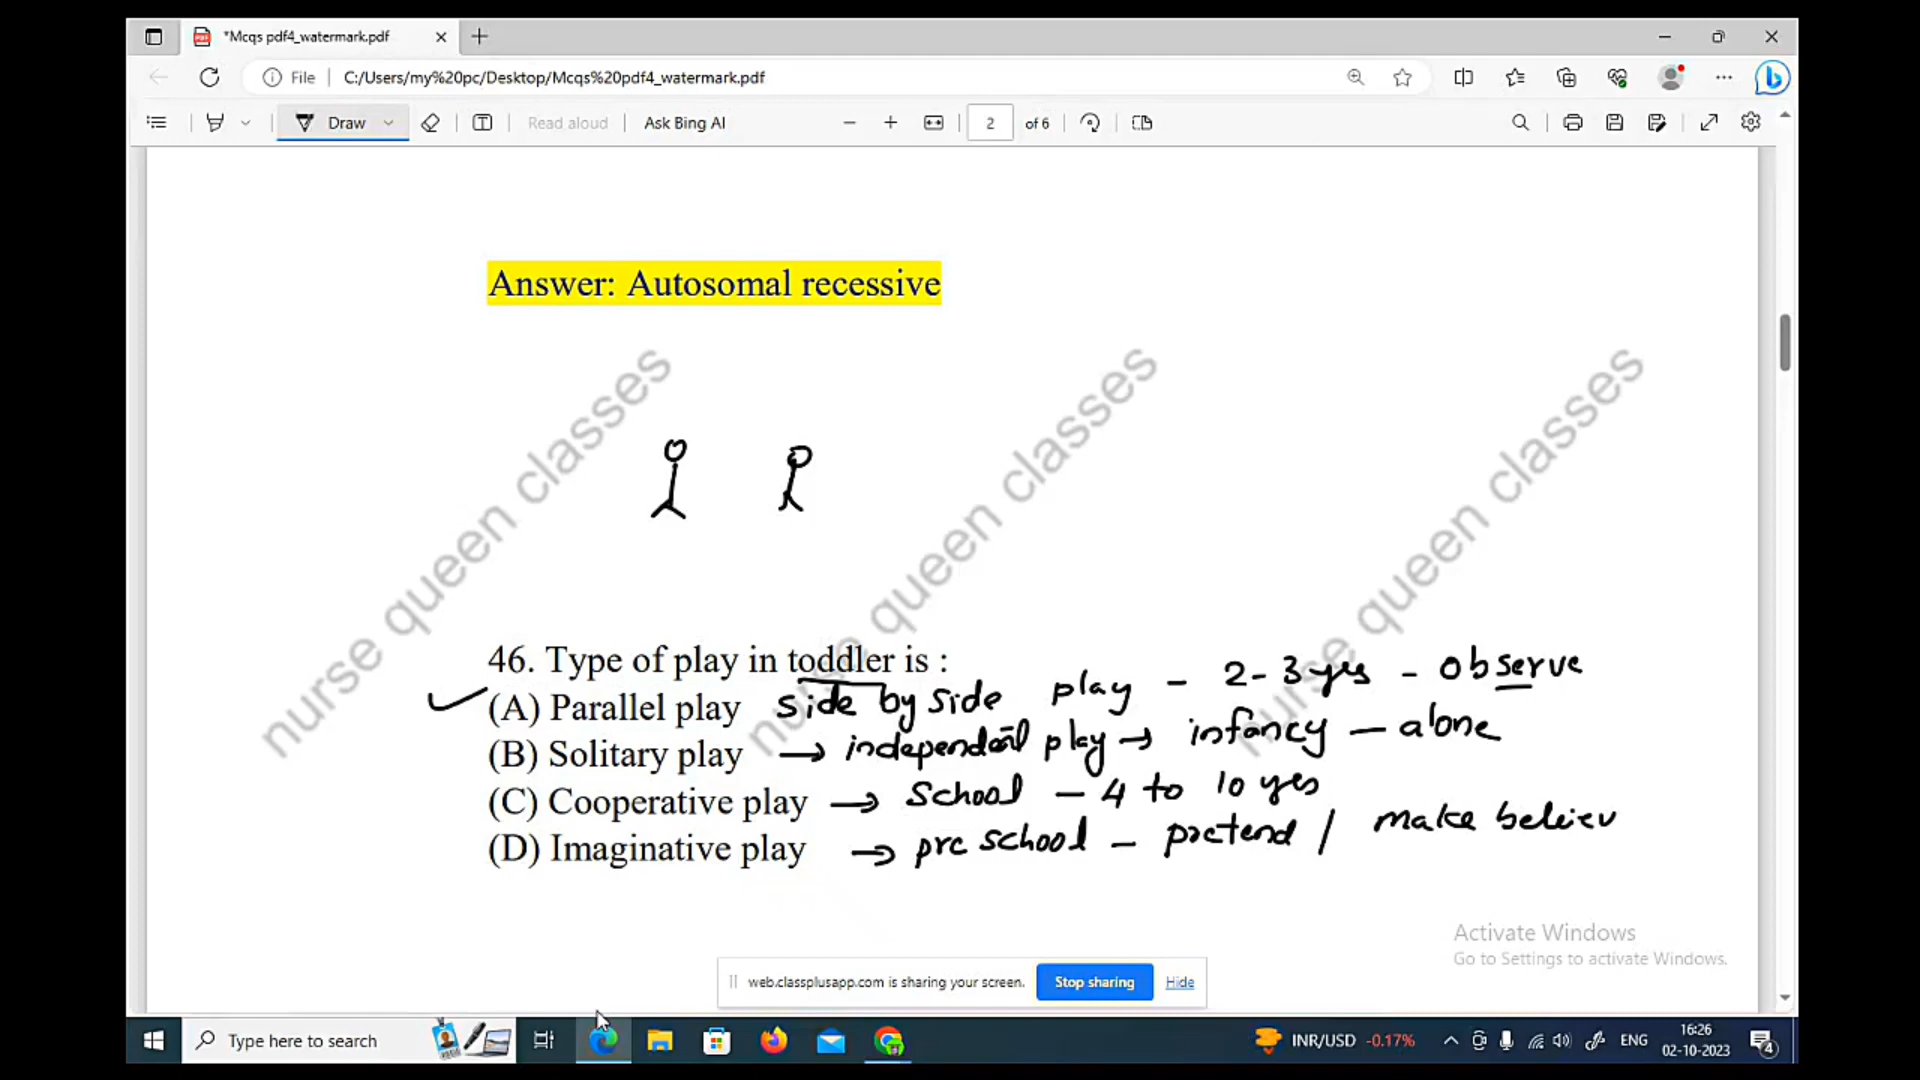 *Mcqs pdf4_watermark.pdf
File | C:/Users/my%20pc/Desktop/Mcqs%20pdf4_watermark.pdf
Draw Read aloud Ask Bing AI 2 of 6
Answer: Autosomal recessive
nurse queen classes nurse queen classes nurse queen classes
46. Type of play in toddler is :
(A) Parallel play side by side play - 2-3 yes - observe
(B) Solitary play → independent play → infancy - alone
(C) Cooperative play → school - 4 to 10 yes
(D) Imaginative play → pre school - pretend / make believ
Activate Windows
Go to Settings to activate Windows.
web.classplusapp.com is sharing your screen. Stop sharing Hide
Type here to search INR/USD -0.17% ENG 16:26
02-10-2023 4